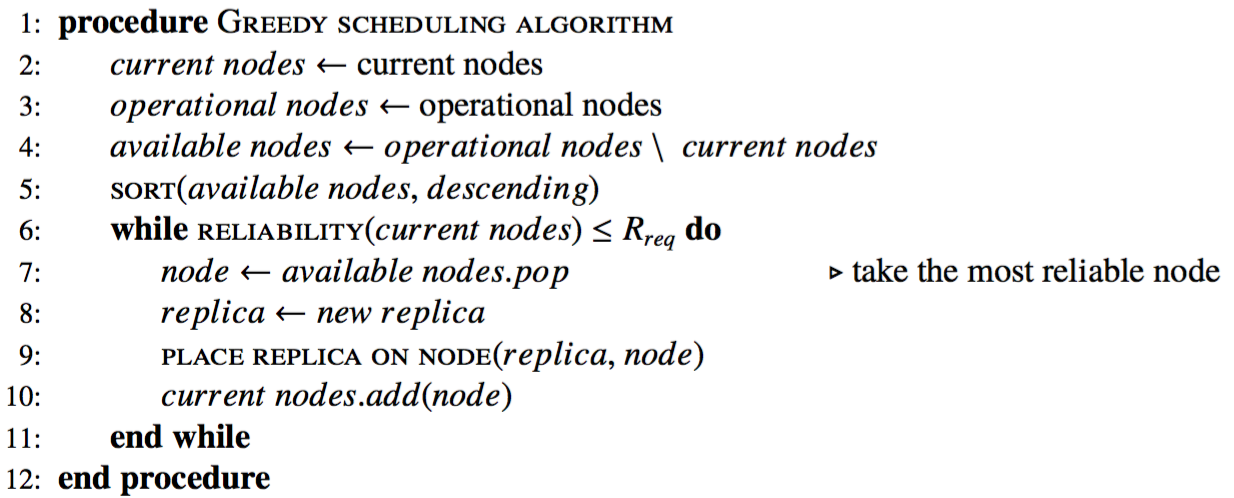 1: procedure GREEDY SCHEDULING ALGORITHM
2: current nodes ← current nodes
3: operational nodes ← operational nodes
4: available nodes ← operational nodes \ current nodes
5: SORT(available nodes, descending)
6: while RELIABILITY(current nodes) ≤ R_req do
7: node ← available nodes.pop ▹ take the most reliable node
8: replica ← new replica
9: PLACE REPLICA ON NODE(replica, node)
10: current nodes.add(node)
11: end while
12: end procedure